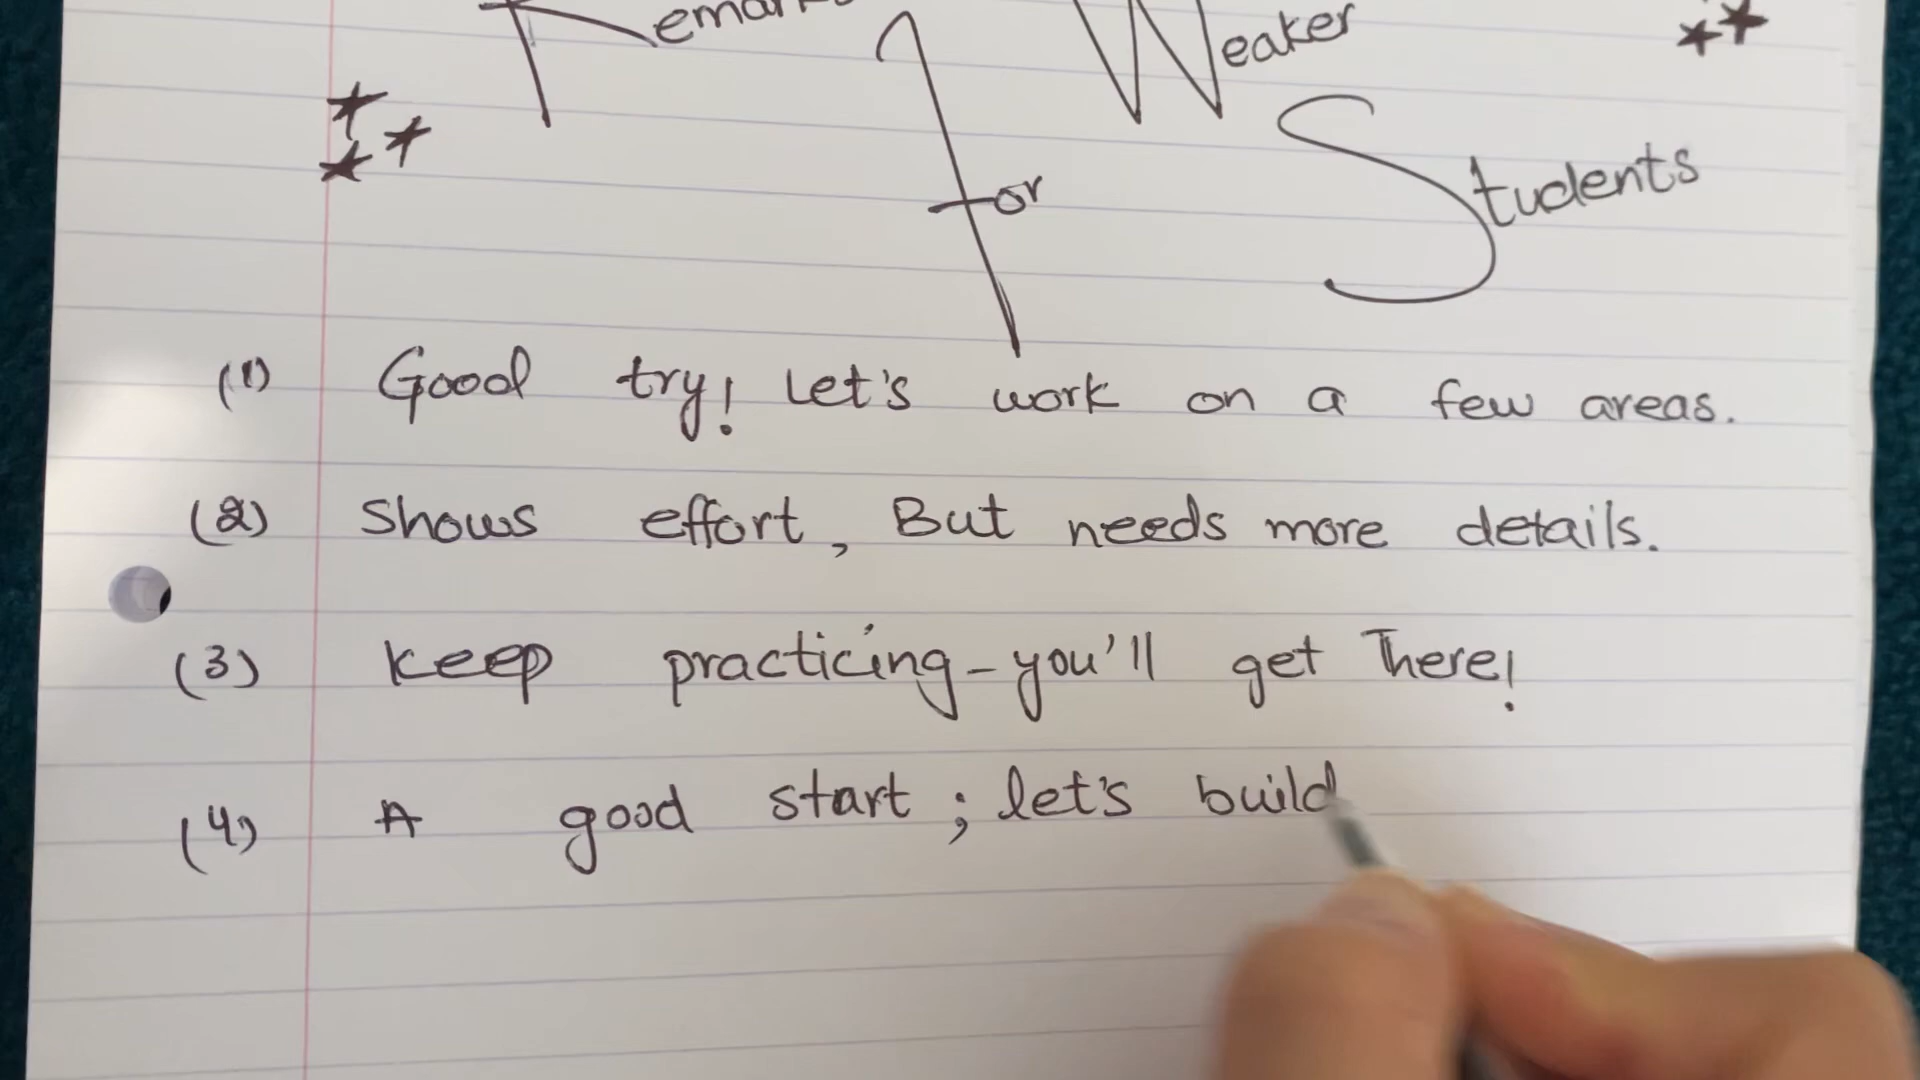 Remarks Weaker
for Students
(1) Good try! Let's work on a few areas.
(2) Shows effort, But needs more details.
(3) Keep practicing-you'll get There!
(4) A good start; let's build